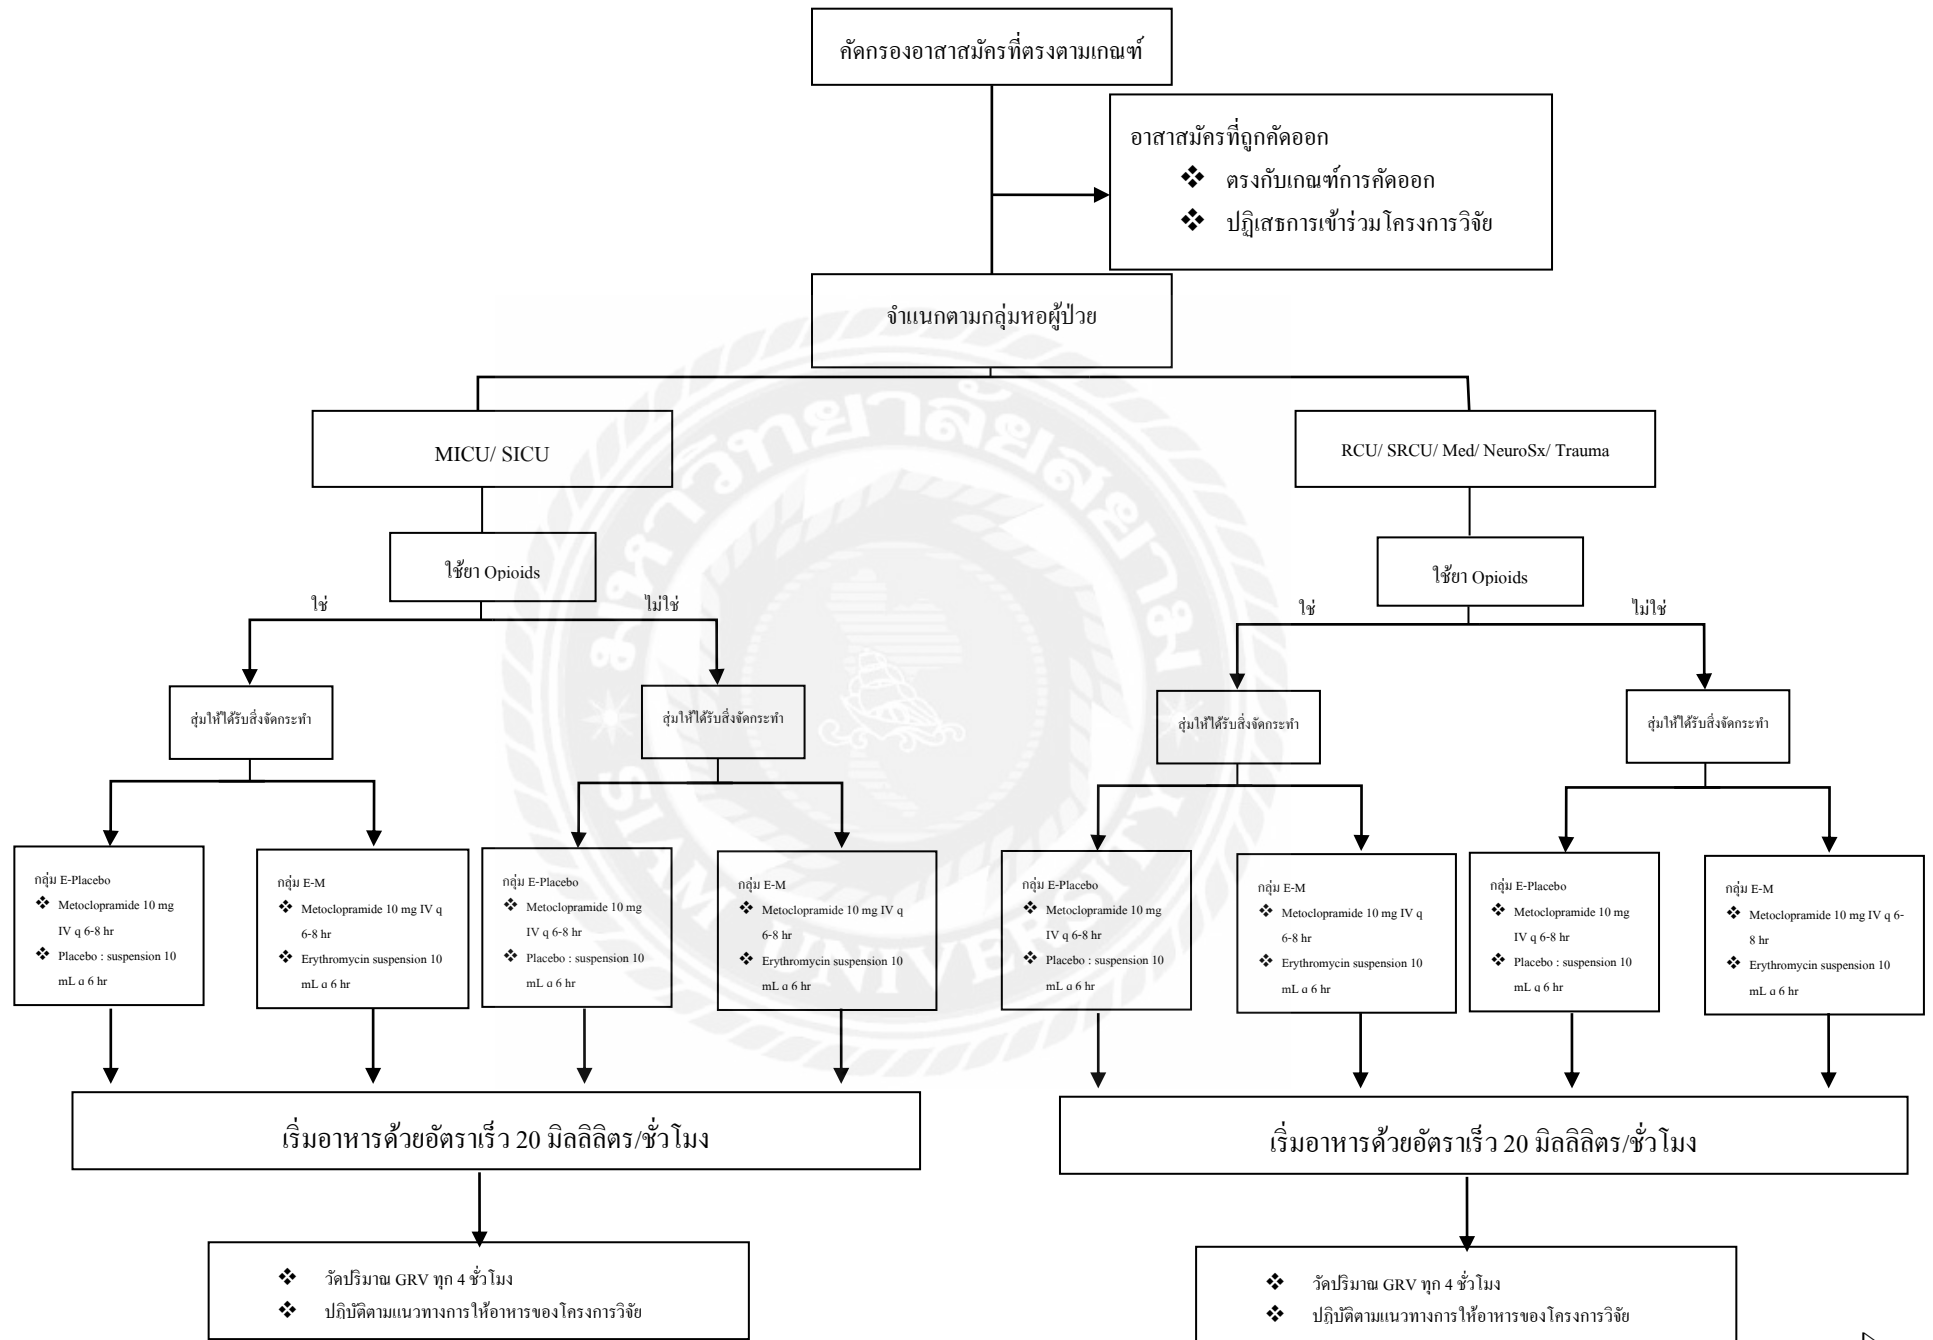 คัดกรองอาสาสมัครที่ตรงตามเกณฑ์
อาสาสมัครที่ถูกคัดออก
❖ ตรงกับเกณฑ์การคัดออก
❖ ปฏิเสธการเข้าร่วมโครงการวิจัย
จำแนกตามกลุ่มหอผู้ป่วย
MICU/ SICU
RCU/ SRCU/ Med/ NeuroSx/ Trauma
ใช้ยา Opioids
ใช้ยา Opioids
ใช่
ไม่ใช่
ใช่
ไม่ใช่
สุ่มให้ได้รับสิ่งจัดกระทำ
สุ่มให้ได้รับสิ่งจัดกระทำ
สุ่มให้ได้รับสิ่งจัดกระทำ
สุ่มให้ได้รับสิ่งจัดกระทำ
กลุ่ม E-Placebo
❖ Metoclopramide 10 mg
IV q 6-8 hr
❖ Placebo : suspension 10
mL q 6 hr
กลุ่ม E-M
❖ Metoclopramide 10 mg IV q
6-8 hr
❖ Erythromycin suspension 10
mL q 6 hr
กลุ่ม E-Placebo
❖ Metoclopramide 10 mg
IV q 6-8 hr
❖ Placebo : suspension 10
mL q 6 hr
กลุ่ม E-M
❖ Metoclopramide 10 mg IV q
6-8 hr
❖ Erythromycin suspension 10
mL q 6 hr
กลุ่ม E-Placebo
❖ Metoclopramide 10 mg
IV q 6-8 hr
❖ Placebo : suspension 10
mL q 6 hr
กลุ่ม E-M
❖ Metoclopramide 10 mg IV q
6-8 hr
❖ Erythromycin suspension 10
mL q 6 hr
กลุ่ม E-Placebo
❖ Metoclopramide 10 mg
IV q 6-8 hr
❖ Placebo : suspension 10
mL q 6 hr
กลุ่ม E-M
❖ Metoclopramide 10 mg IV q 6-
8 hr
❖ Erythromycin suspension 10
mL q 6 hr
เริ่มอาหารด้วยอัตราเร็ว 20 มิลลิลิตร/ชั่วโมง
เริ่มอาหารด้วยอัตราเร็ว 20 มิลลิลิตร/ชั่วโมง
❖ วัดปริมาณ GRV ทุก 4 ชั่วโมง
❖ ปฏิบัติตามแนวทางการให้อาหารของโครงการวิจัย
❖ วัดปริมาณ GRV ทุก 4 ชั่วโมง
❖ ปฏิบัติตามแนวทางการให้อาหารของโครงการวิจัย
มหาวิทยาลัยสยาม
SIAM UNIVERSITY